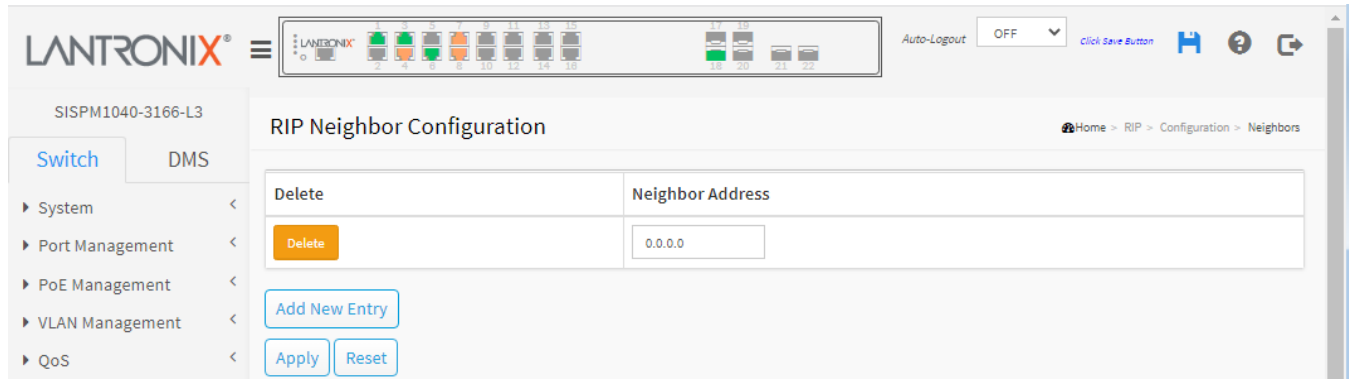 LANTRONIX®
LANTRONIX
1 3 5 7 9 11 13 15
2 4 6 8 10 12 14 16
17 19
18 20 21 22
Auto-Logout OFF Click Save Button
SISPM1040-3166-L3
Switch DMS
System
Port Management
PoE Management
VLAN Management
QoS
RIP Neighbor Configuration
Home > RIP > Configuration > Neighbors
Delete Neighbor Address
Delete 0.0.0.0
Add New Entry
Apply Reset